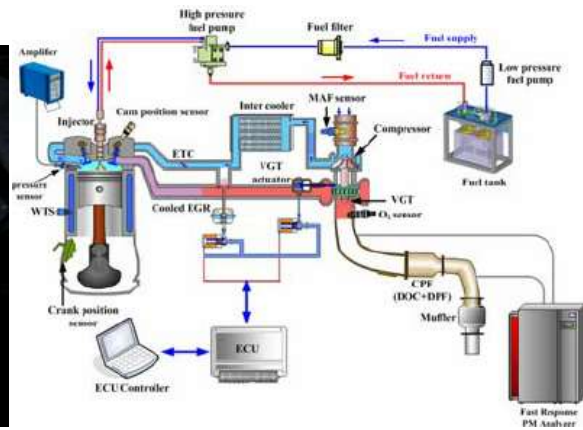 High pressure
fuel pump
Fuel filter
Fuel supply
Amplifier
Low pressure
fuel pump
Cam position sensor
Fuel return
MAF sensor
Injector
Inter cooler
Compressor
ETC
VGT
actuator
Fuel tank
pressure
sensor
WTS
Cooled EGR
VGT
O₂ sensor
CPF
(DOC+DPF)
Muffler
Crank position
sensor
ECU
ECU Controller
Fast Response
PM Analyzer